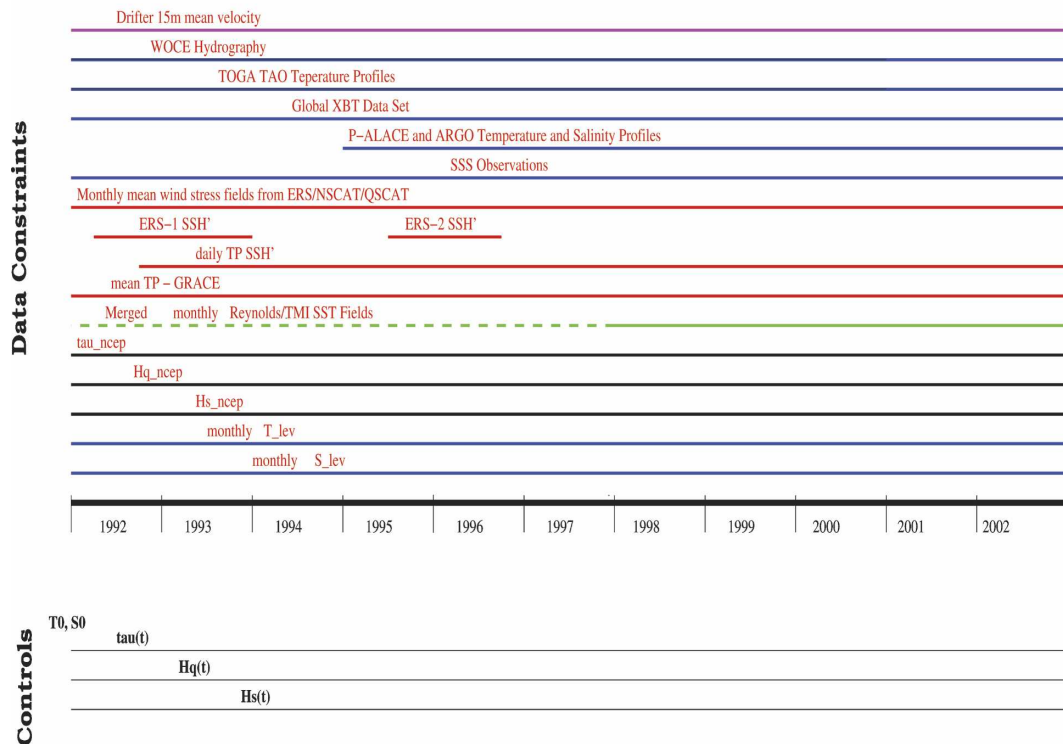 Drifter 15m mean velocity
WOCE Hydrography
TOGA TAO Teperature Profiles
Global XBT Data Set
P-ALACE and ARGO Temperature and Salinity Profiles
SSS Observations
Monthly mean wind stress fields from ERS/NSCAT/QSCAT
ERS-1 SSH' ERS-2 SSH'
daily TP SSH'
mean TP - GRACE
Merged monthly Reynolds/TMI SST Fields
tau_ncep
Hq_ncep
Hs_ncep
monthly T_lev
monthly S_lev
Data Constraints
1992 1993 1994 1995 1996 1997 1998 1999 2000 2001 2002
T0, S0
tau(t)
Hq(t)
Hs(t)
Controls